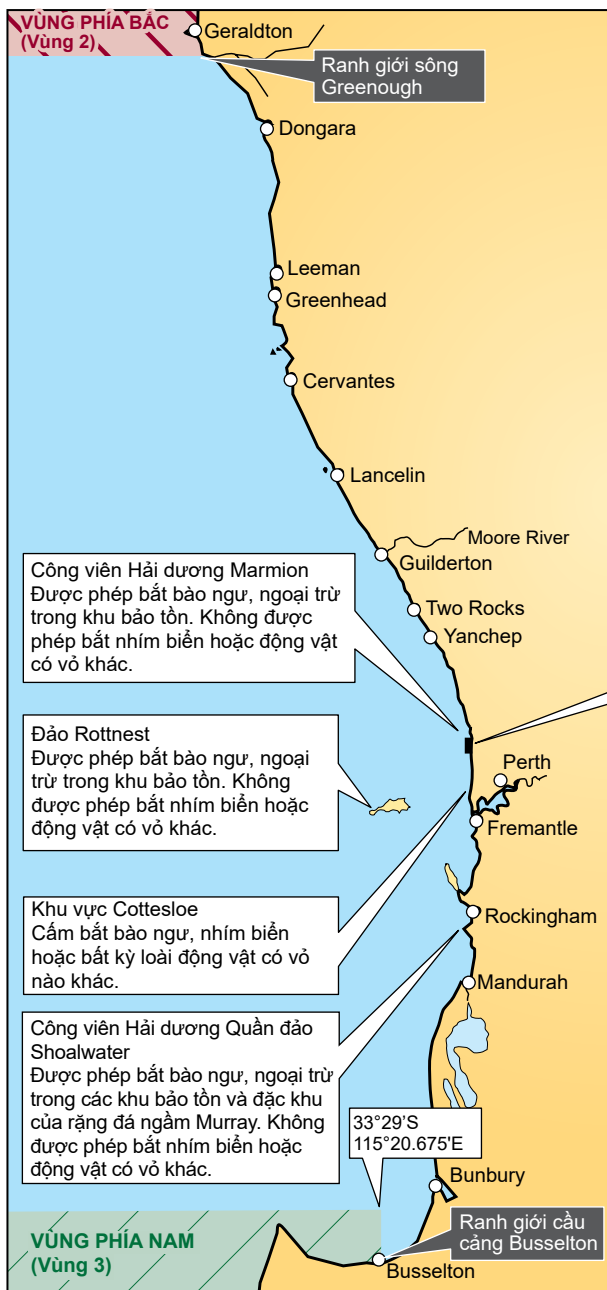 VÙNG PHÍA BẮC
(Vùng 2)
Geraldton
Ranh giới sông
Greenough
Dongara
Leeman
Greenhead
Cervantes
Lancelin
Moore River
Guilderton
Công viên Hải dương Marmion
Được phép bắt bào ngư, ngoại trừ
trong khu bảo tồn. Không được
phép bắt nhím biển hoặc động vật
có vỏ khác.
Two Rocks
Yanchep
Đảo Rottnest
Được phép bắt bào ngư, ngoại
trừ trong khu bảo tồn. Không
được phép bắt nhím biển hoặc
động vật có vỏ khác.
Perth
Fremantle
Khu vực Cottesloe
Cấm bắt bào ngư, nhím biển
hoặc bất kỳ loài động vật có vỏ
nào khác.
Rockingham
Mandurah
Công viên Hải dương Quần đảo
Shoalwater
Được phép bắt bào ngư, ngoại trừ
trong các khu bảo tồn và đặc khu
của rặng đá ngầm Murray. Không
được phép bắt nhím biển hoặc
động vật có vỏ khác.
33°29'S
115°20.675'E
Bunbury
VÙNG PHÍA NAM
(Vùng 3)
Ranh giới cầu
cảng Busselton
Busselton